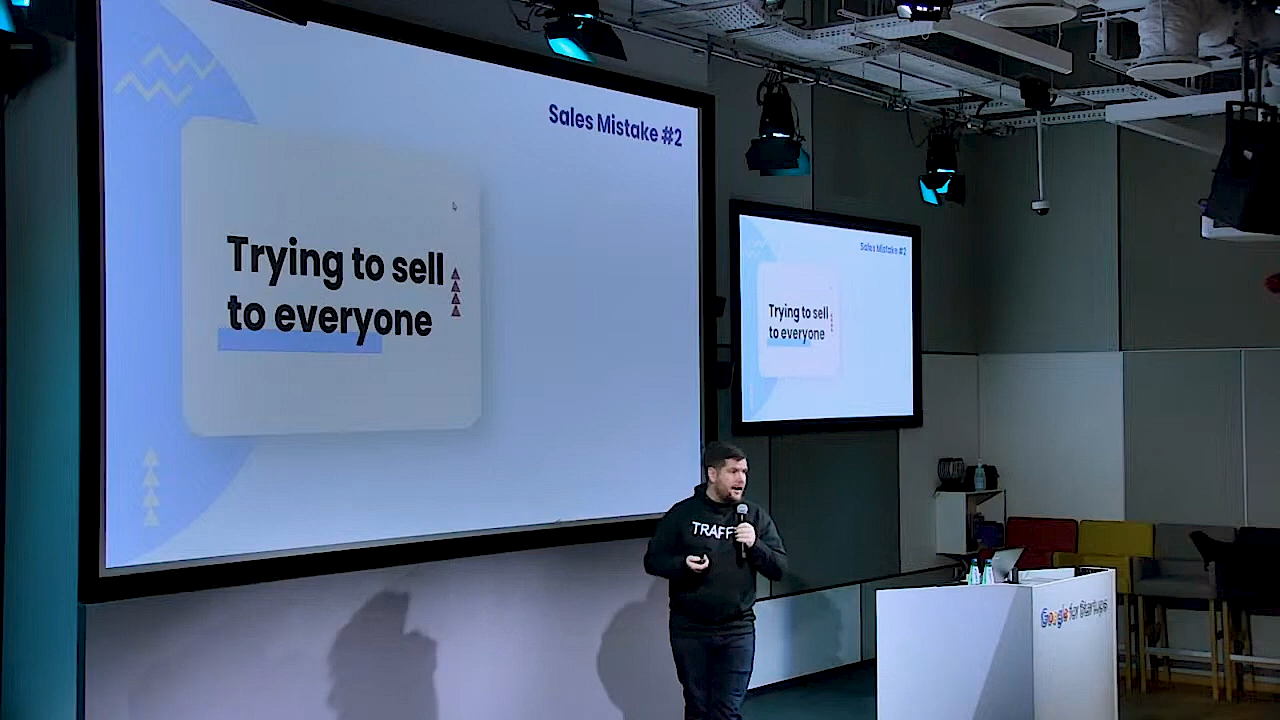 Sales Mistake #2
Trying to sell
to everyone
Sales Mistake #2
Trying to sell
to everyone
TRAFF
Google for Startups